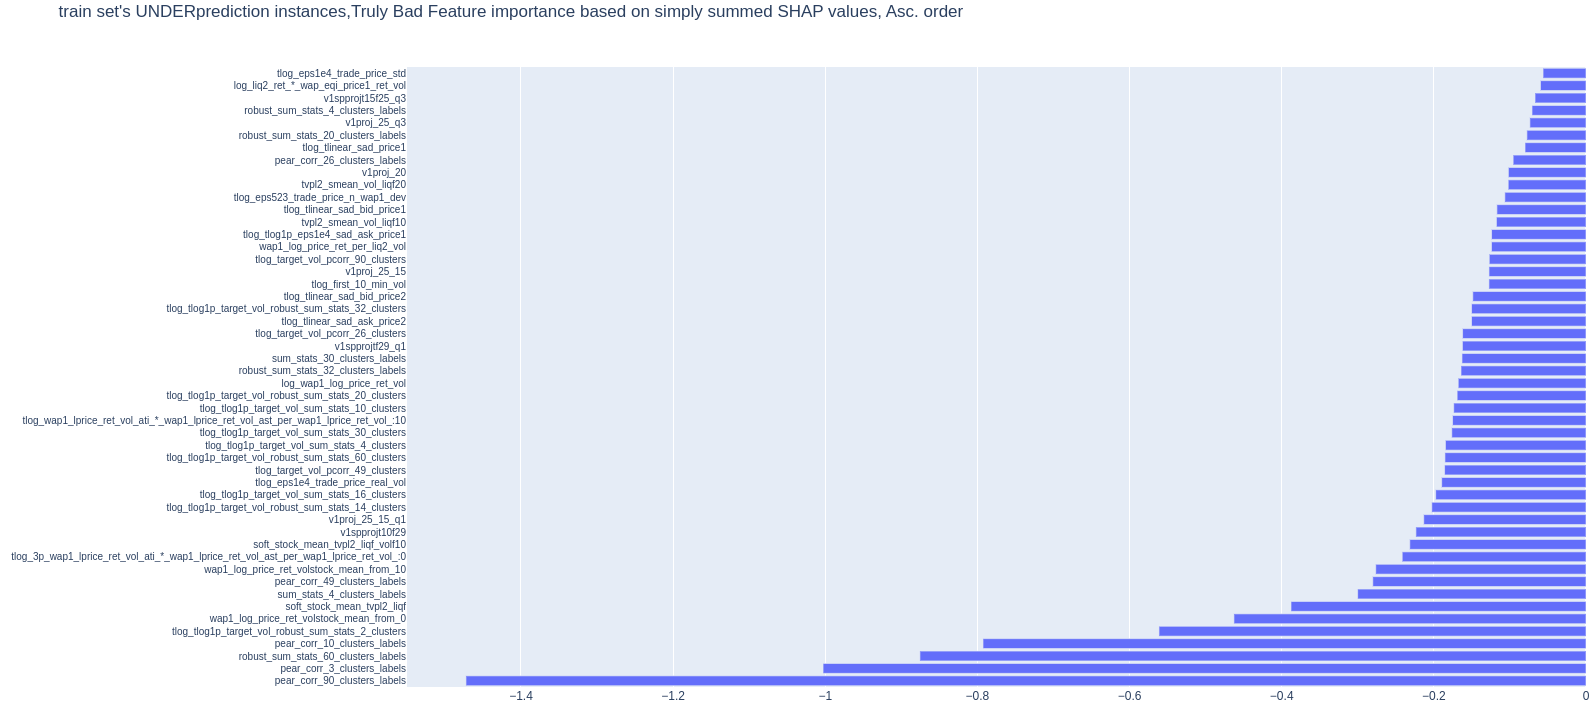 train set's UNDERprediction instances,Truly Bad Feature importance based on simply summed SHAP values, Asc. order
tlog_eps1e4_trade_price_std
log_liq2_ret_*_wap_eqi_price1_ret_vol
v1spprojt15f25_q3
robust_sum_stats_4_clusters_labels
v1proj_25_q3
robust_sum_stats_20_clusters_labels
tlog_tlinear_sad_price1
pear_corr_26_clusters_labels
v1proj_20
tvpl2_smean_vol_liqf20
tlog_eps523_trade_price_n_wap1_dev
tlog_tlinear_sad_bid_price1
tvpl2_smean_vol_liqf10
tlog_tlog1p_eps1e4_sad_ask_price1
wap1_log_price_ret_per_liq2_vol
tlog_target_vol_pcorr_90_clusters
v1proj_25_15
tlog_first_10_min_vol
tlog_tlinear_sad_bid_price2
tlog_tlog1p_target_vol_robust_sum_stats_32_clusters
tlog_tlinear_sad_ask_price2
tlog_target_vol_pcorr_26_clusters
v1spprojtf29_q1
sum_stats_30_clusters_labels
robust_sum_stats_32_clusters_labels
log_wap1_log_price_ret_vol
tlog_tlog1p_target_vol_robust_sum_stats_20_clusters
tlog_tlog1p_target_vol_sum_stats_10_clusters
tlog_wap1_lprice_ret_vol_ati_*_wap1_lprice_ret_vol_ast_per_wap1_lprice_ret_vol_:10
tlog_tlog1p_target_vol_sum_stats_30_clusters
tlog_tlog1p_target_vol_sum_stats_4_clusters
tlog_tlog1p_target_vol_robust_sum_stats_60_clusters
tlog_target_vol_pcorr_49_clusters
tlog_eps1e4_trade_price_real_vol
tlog_tlog1p_target_vol_sum_stats_16_clusters
tlog_tlog1p_target_vol_robust_sum_stats_14_clusters
v1proj_25_15_q1
v1spprojt10f29
soft_stock_mean_tvpl2_liqf_volf10
tlog_3p_wap1_lprice_ret_vol_ati_*_wap1_lprice_ret_vol_ast_per_wap1_lprice_ret_vol_:0
wap1_log_price_ret_volstock_mean_from_10
pear_corr_49_clusters_labels
sum_stats_4_clusters_labels
soft_stock_mean_tvpl2_liqf
wap1_log_price_ret_volstock_mean_from_0
tlog_tlog1p_target_vol_robust_sum_stats_2_clusters
pear_corr_10_clusters_labels
robust_sum_stats_60_clusters_labels
pear_corr_3_clusters_labels
pear_corr_90_clusters_labels
−1.4 −1.2 −1 −0.8 −0.6 −0.4 −0.2 0